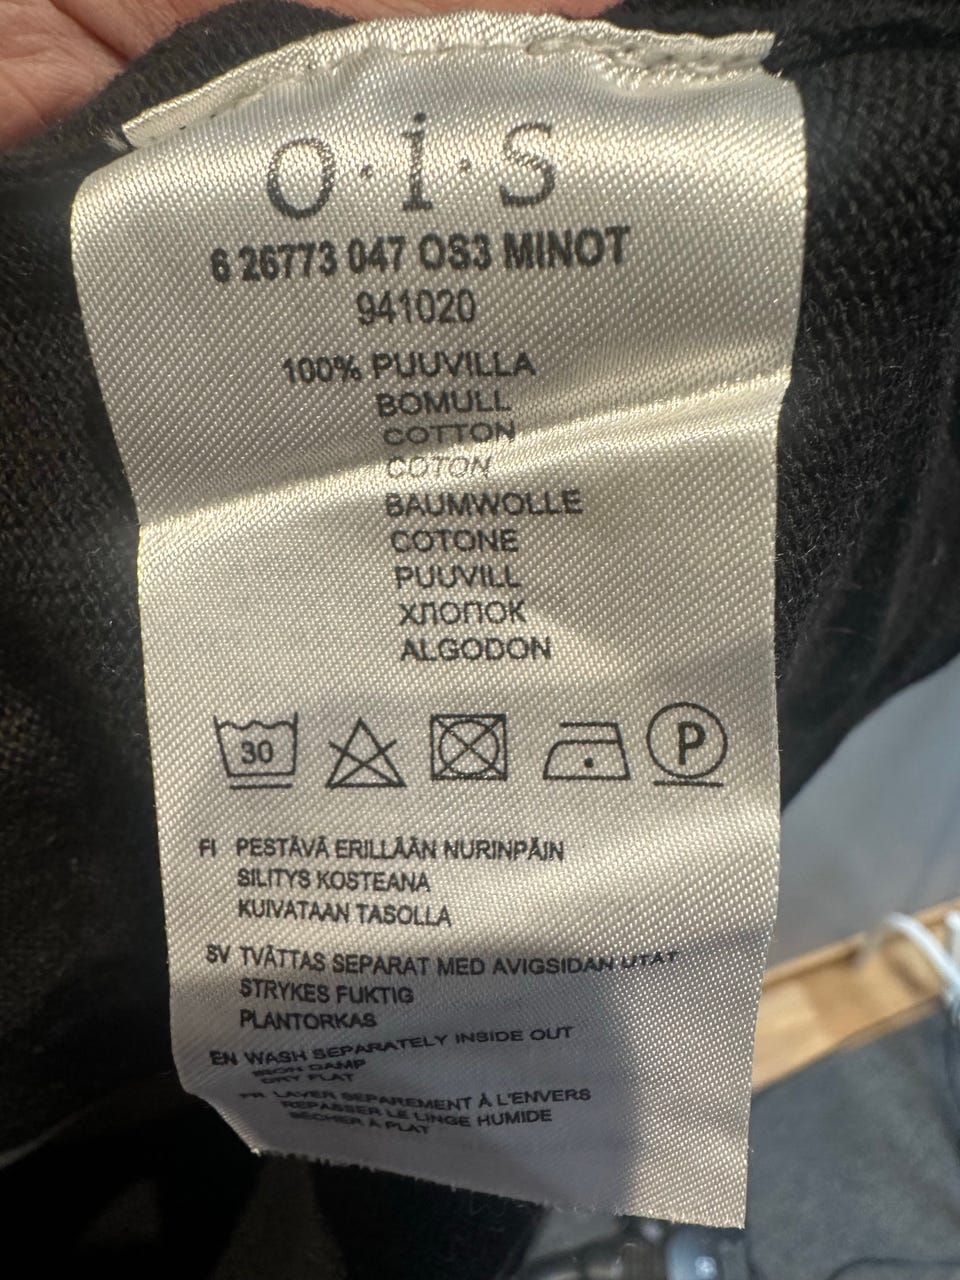 o·i·s
6 26773 047 OS3 MINOT
941020
100% PUUVILLA
BOMULL
COTTON
COTON
BAUMWOLLE
COTONE
PUUVILL
ХЛОПОК
ALGODON
30
P
FI PESTÄVÄ ERILLÄÄN NURINPÄIN
SILITYS KOSTEANA
KUIVATAAN TASOLLA
SV TVÄTTAS SEPARAT MED AVIGSIDAN UTÅT
STRYKES FUKTIG
PLANTORKAS
EN WASH SEPARATELY INSIDE OUT
IRON DAMP
DRY FLAT
FR LAVER SEPAREMENT À L'ENVERS
REPASSER LE LINGE HUMIDE
SECHER A PLAT